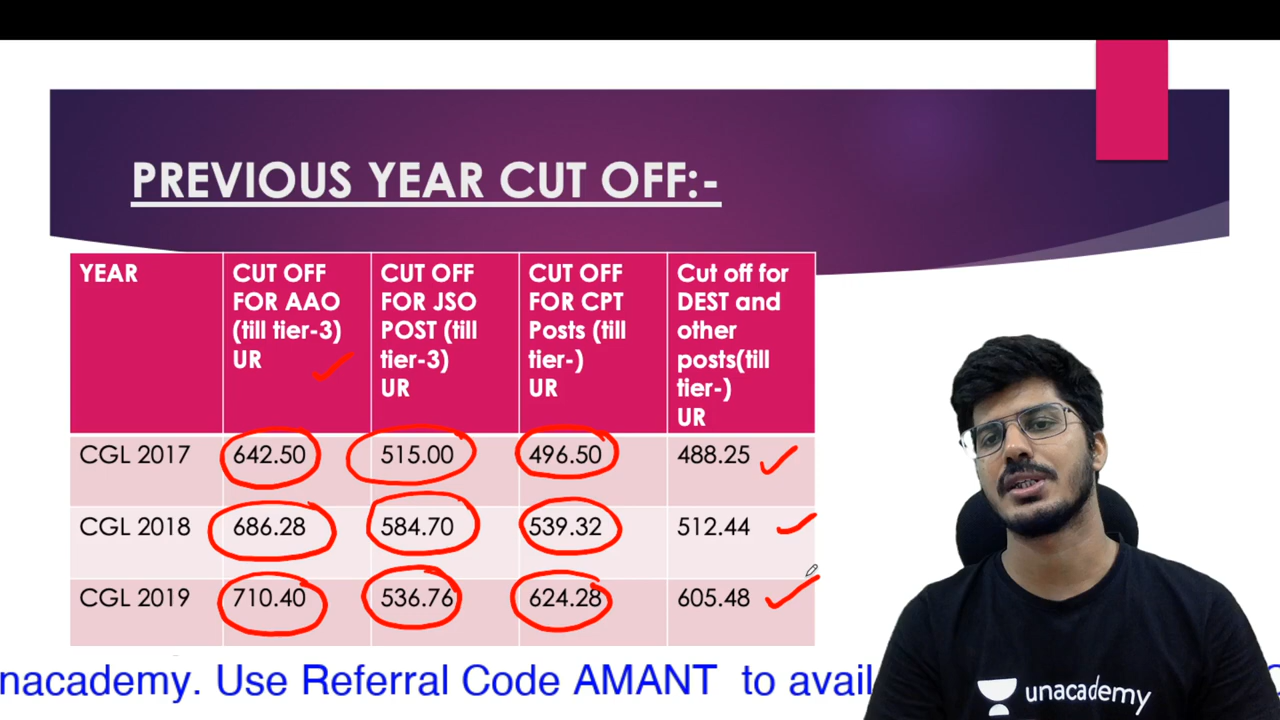 PREVIOUS YEAR CUT OFF:-
YEAR
CUT OFF
FOR AAO
(till tier-3)
UR
CUT OFF
FOR JSO
POST (till
tier-3)
UR
CUT OFF
FOR CPT
Posts (till
tier-)
UR
Cut off for
DEST and
other
posts(till
tier-)
UR
CGL 2017 642.50 515.00 496.50 488.25
CGL 2018 686.28 584.70 539.32 512.44
CGL 2019 710.40 536.76 624.28 605.48
nacademy. Use Referral Code AMANT to avail
unacademy